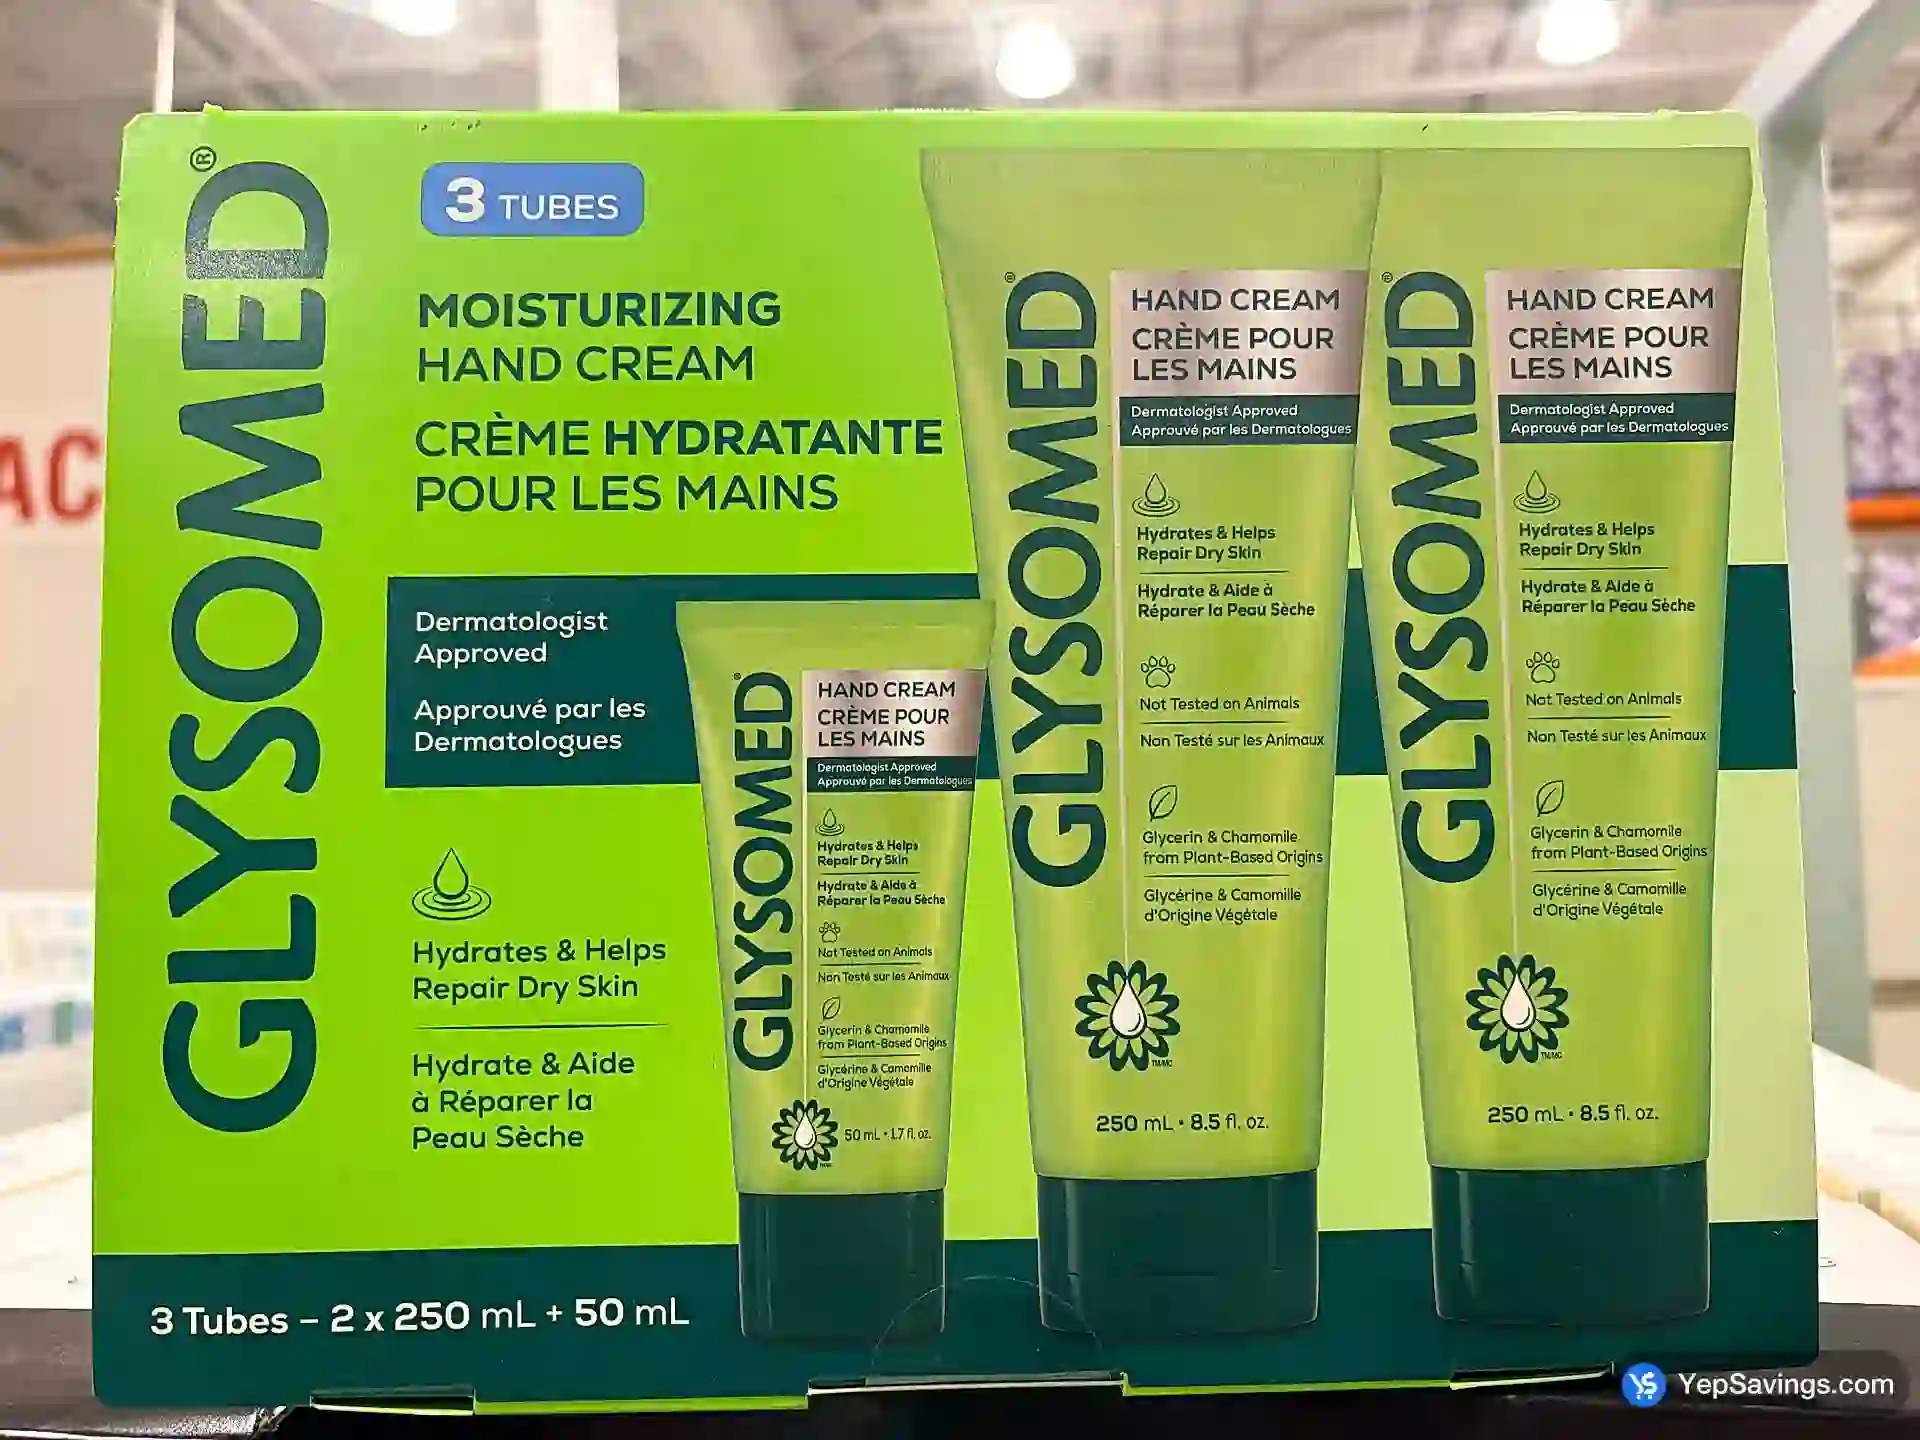 GLYSOMED®
3 TUBES
MOISTURIZING
HAND CREAM
CRÈME HYDRATANTE
POUR LES MAINS
Dermatologist
Approved
Approuvé par les
Dermatologues
Hydrates & Helps
Repair Dry Skin
Hydrate & Aide
à Réparer la
Peau Sèche
3 Tubes – 2 x 250 mL + 50 mL
GLYSOMED®
HAND CREAM
CRÈME POUR
LES MAINS
Dermatologist Approved
Approuvé par les Dermatologues
Hydrates & Helps
Repair Dry Skin
Hydrate & Aide à
Réparer la Peau Sèche
Not Tested on Animals
Non Testé sur les Animaux
Glycerin & Chamomile
from Plant-Based Origins
Glycérine & Camomille
d'Origine Végétale
50 mL • 1.7 fl. oz.
GLYSOMED®
HAND CREAM
CRÈME POUR
LES MAINS
Dermatologist Approved
Approuvé par les Dermatologues
Hydrates & Helps
Repair Dry Skin
Hydrate & Aide à
Réparer la Peau Sèche
Not Tested on Animals
Non Testé sur les Animaux
Glycerin & Chamomile
from Plant-Based Origins
Glycérine & Camomille
d'Origine Végétale
TM/MC
250 mL • 8.5 fl. oz.
GLYSOMED®
HAND CREAM
CRÈME POUR
LES MAINS
Dermatologist Approved
Approuvé par les Dermatologues
Hydrates & Helps
Repair Dry Skin
Hydrate & Aide à
Réparer la Peau Sèche
Not Tested on Animals
Non Testé sur les Animaux
Glycerin & Chamomile
from Plant-Based Origins
Glycérine & Camomille
d'Origine Végétale
TM/MC
250 mL • 8.5 fl. oz.
AC
YepSavings.com